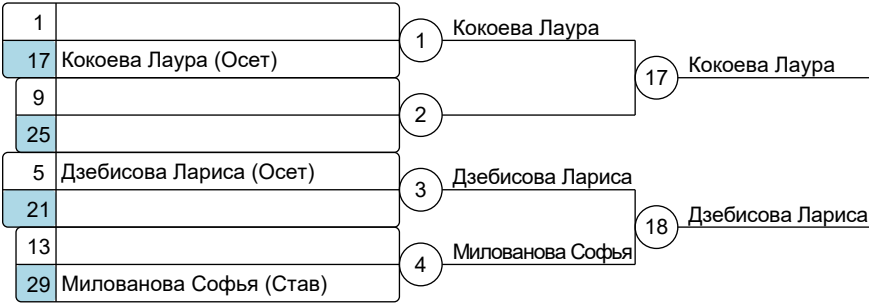 1
17 Кокоева Лаура (Осет)
9
25
5 Дзебисова Лариса (Осет)
21
13
29 Милованова Софья (Став)
1 Кокоева Лаура
2
3 Дзебисова Лариса
4 Милованова Софья
17 Кокоева Лаура
18 Дзебисова Лариса